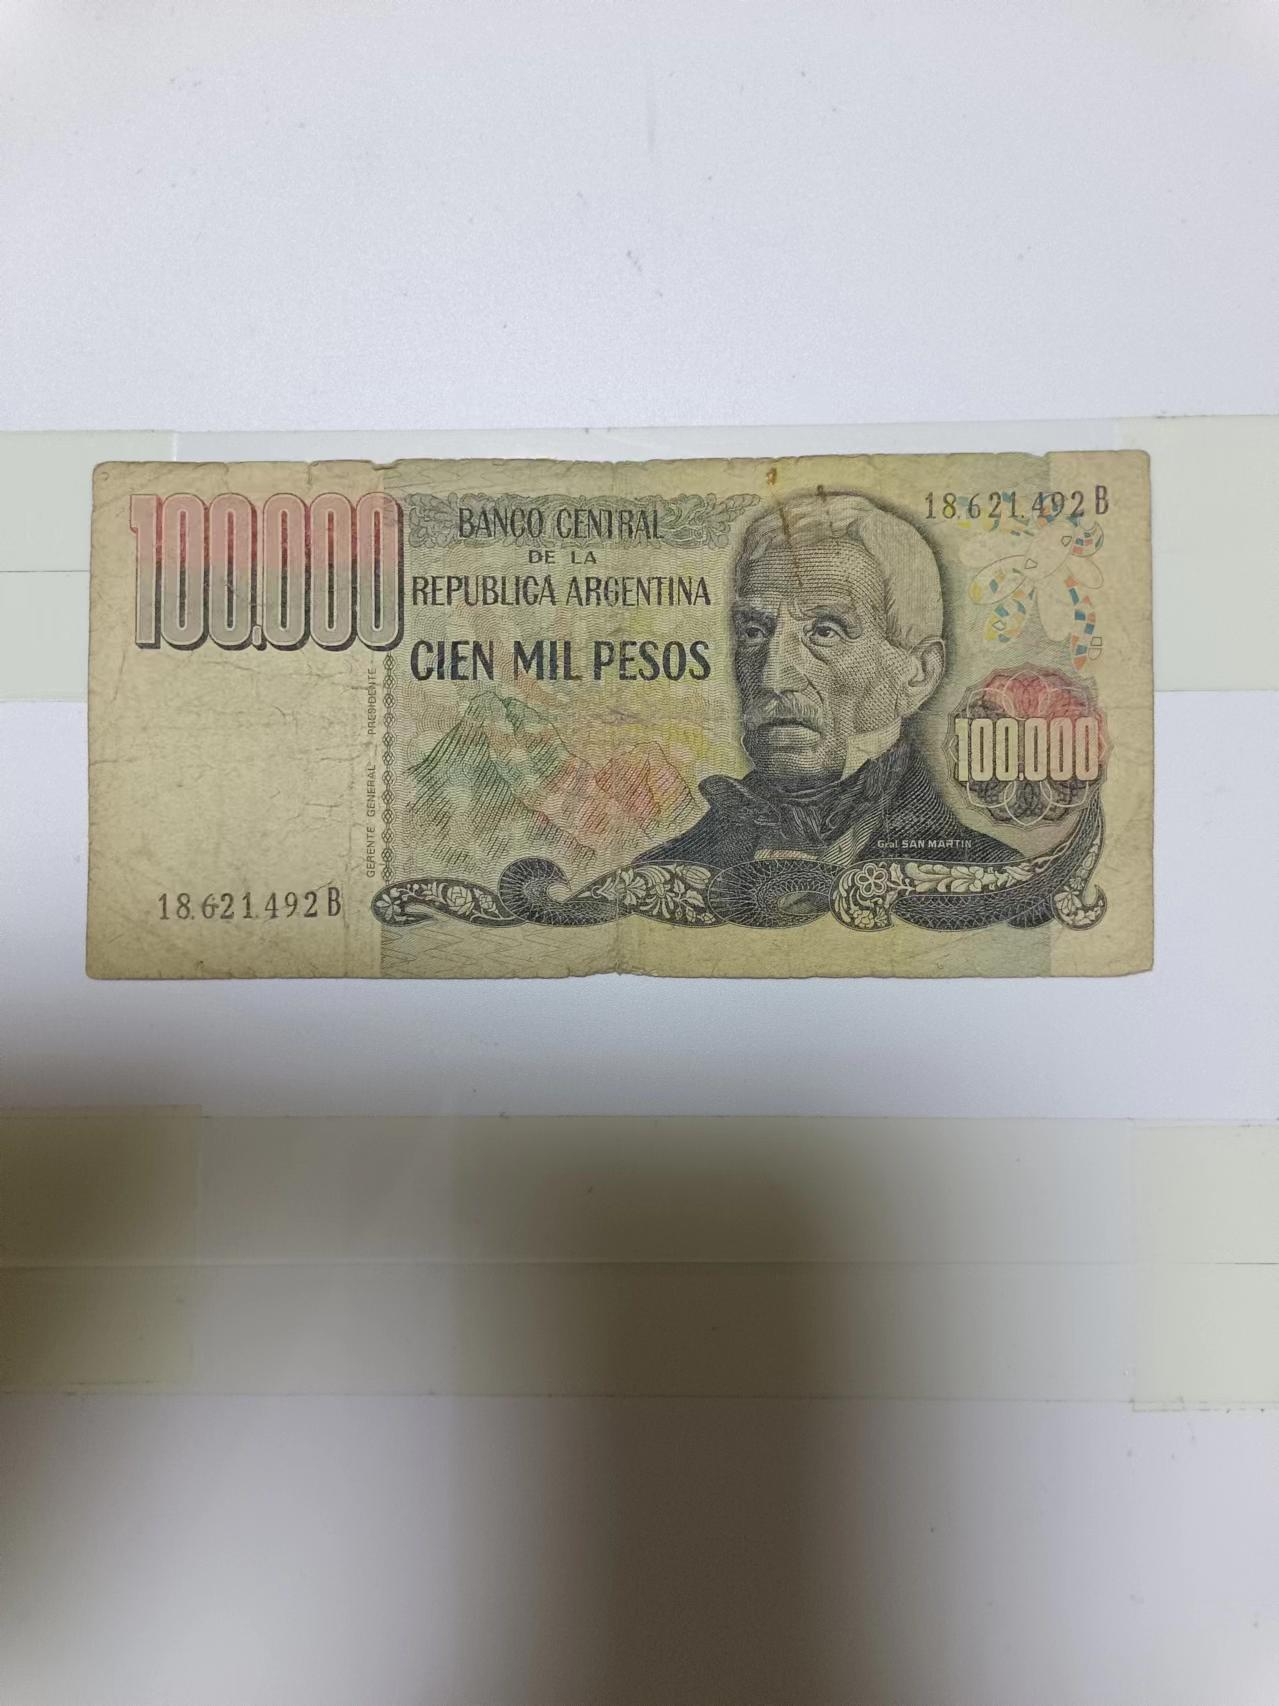 100.000
BANCO CENTRAL
DE LA
REPUBLICA ARGENTINA
CIEN MIL PESOS
18.621.492 B
100.000
Gral SAN MARTIN
GERENTE GENERAL PRESIDENTE
18.621.492 B